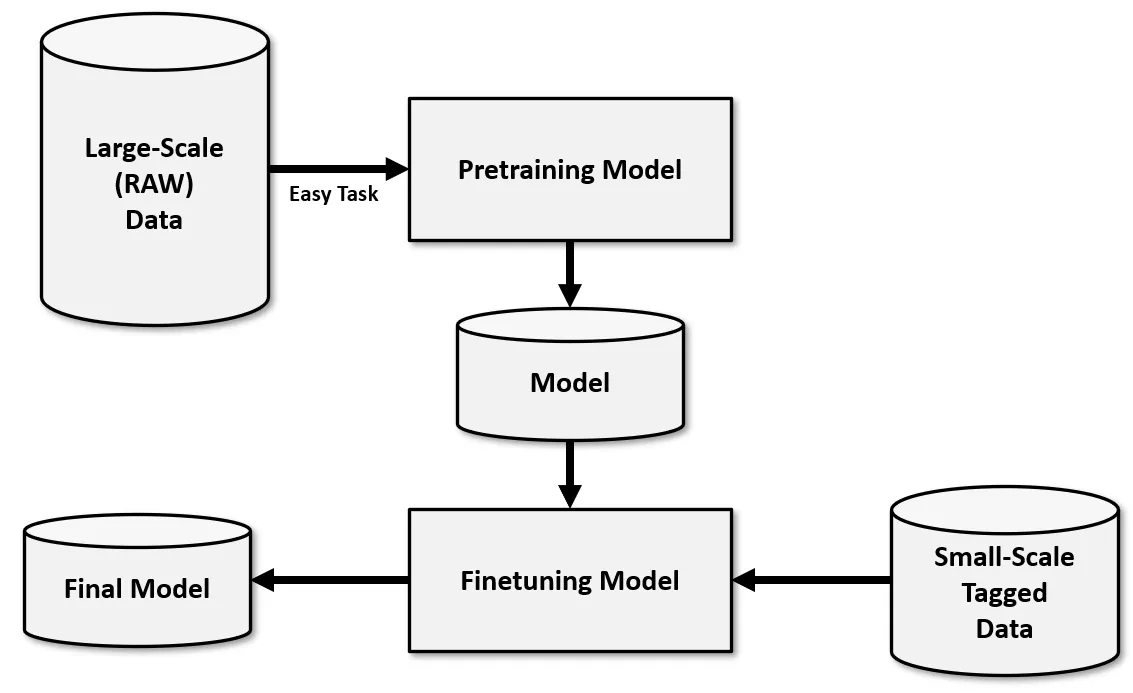 Large-Scale
(RAW)
Data
Easy Task
Pretraining Model
Model
Final Model
Finetuning Model
Small-Scale
Tagged
Data